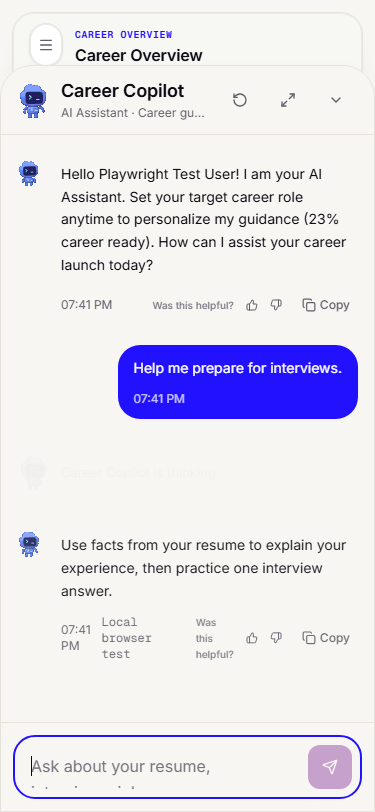 CAREER OVERVIEW
Career Overview
Career Copilot
AI Assistant · Career gu...
Hello Playwright Test User! I am your AI
Assistant. Set your target career role
anytime to personalize my guidance (23%
career ready). How can I assist your career
launch today?
07:41 PM Was this helpful? Copy
Help me prepare for interviews.
07:41 PM
Career Copilot is thinking
Use facts from your resume to explain your
experience, then practice one interview
answer.
07:41 PM Local browser test Was this helpful? Copy
Ask about your resume,